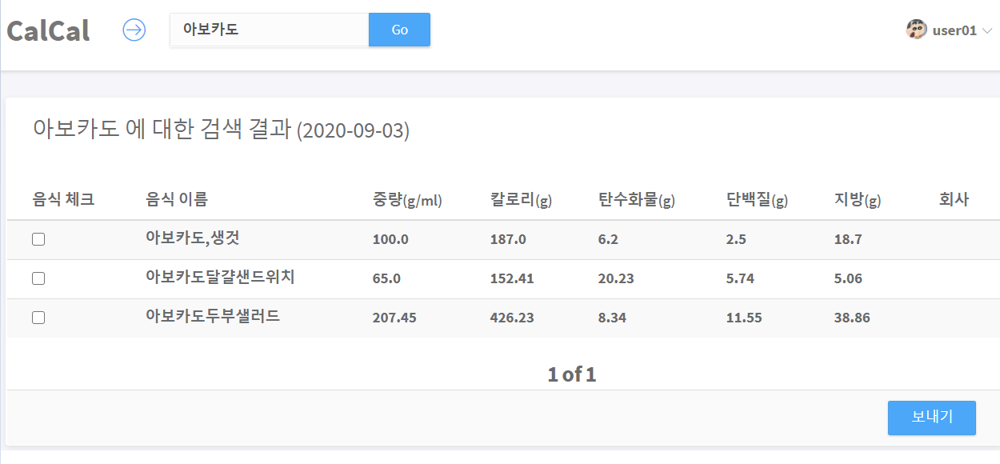 CalCal 아보카도 Go user01
아보카도 에 대한 검색 결과 (2020-09-03)
음식 체크 음식 이름 중량(g/ml) 칼로리(g) 탄수화물(g) 단백질(g) 지방(g) 회사
아보카도,생것 100.0 187.0 6.2 2.5 18.7
아보카도달걀샌드위치 65.0 152.41 20.23 5.74 5.06
아보카도두부샐러드 207.45 426.23 8.34 11.55 38.86
1 of 1
보내기